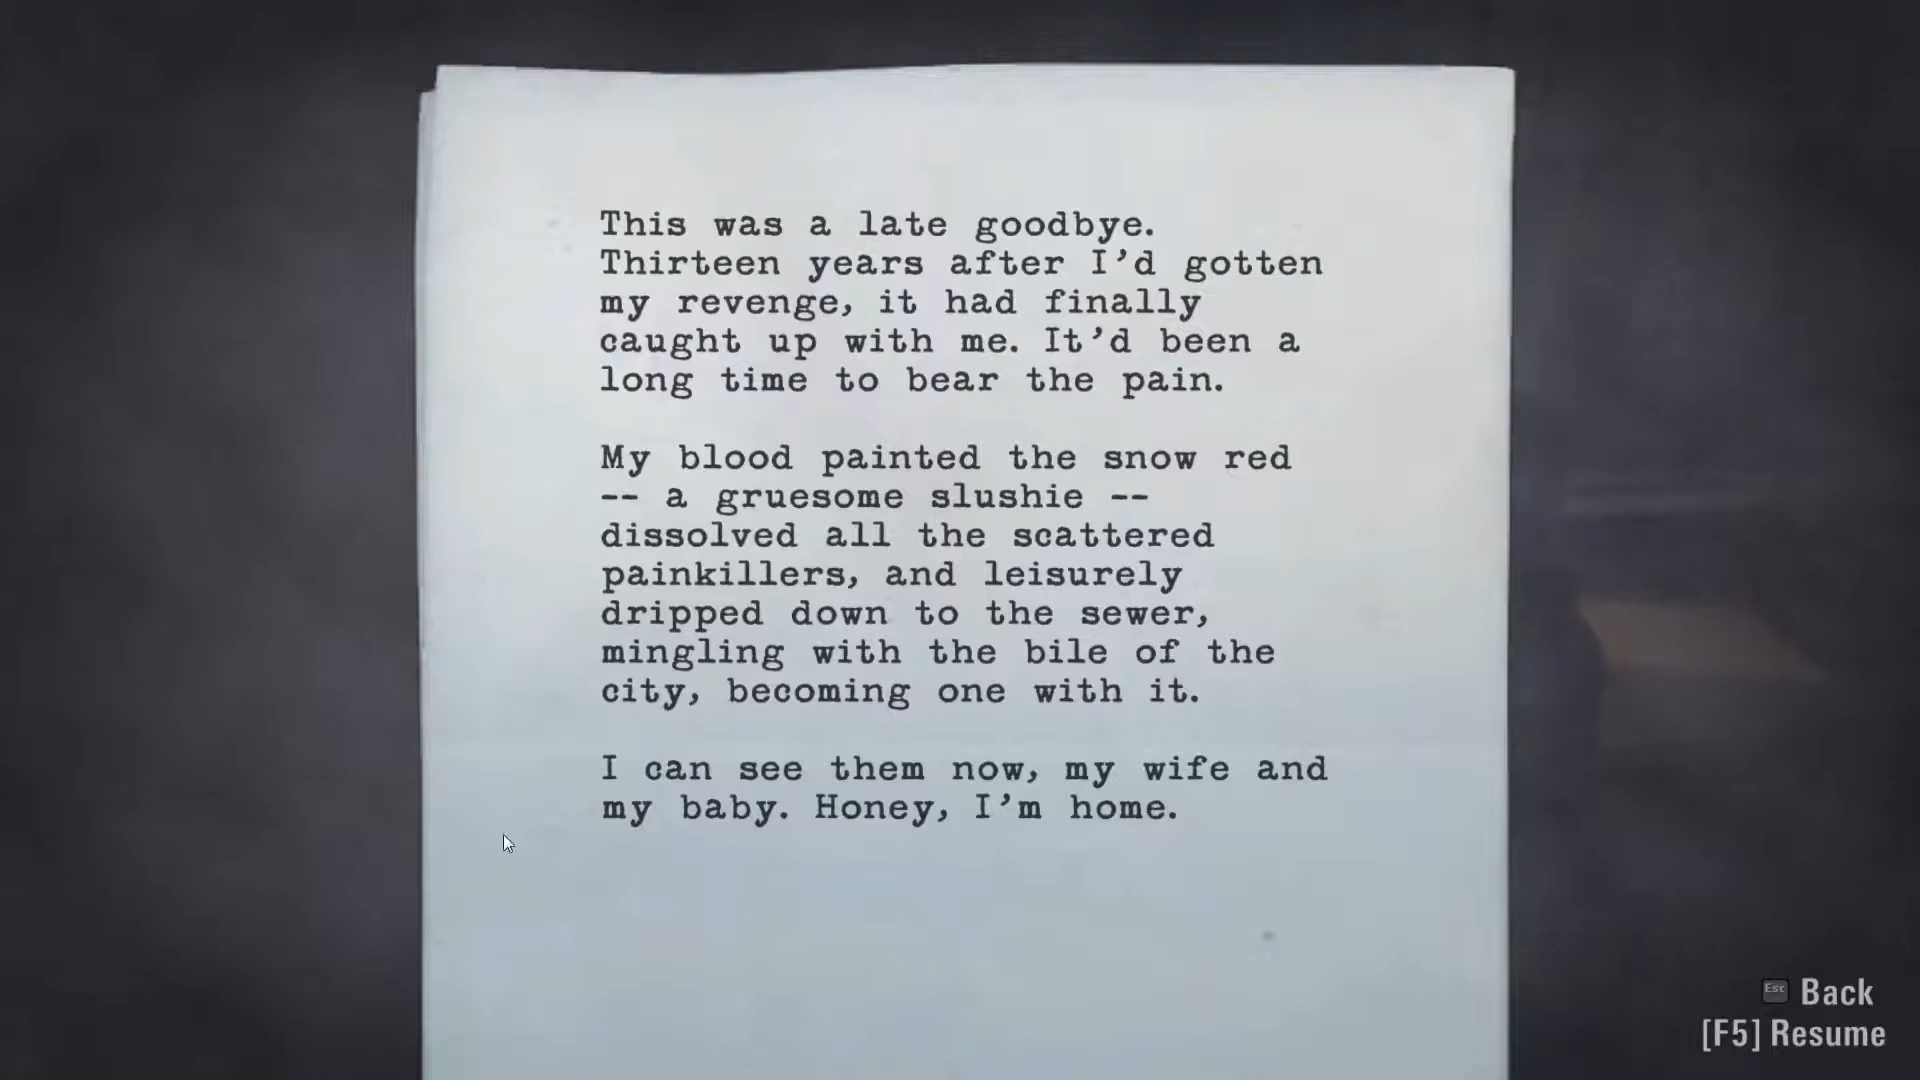 This was a late goodbye.
Thirteen years after I’d gotten
my revenge, it had finally
caught up with me. It’d been a
long time to bear the pain.
My blood painted the snow red
-- a gruesome slushie --
dissolved all the scattered
painkillers, and leisurely
dripped down to the sewer,
mingling with the bile of the
city, becoming one with it.
I can see them now, my wife and
my baby. Honey, I’m home.
Esc Back
[F5] Resume